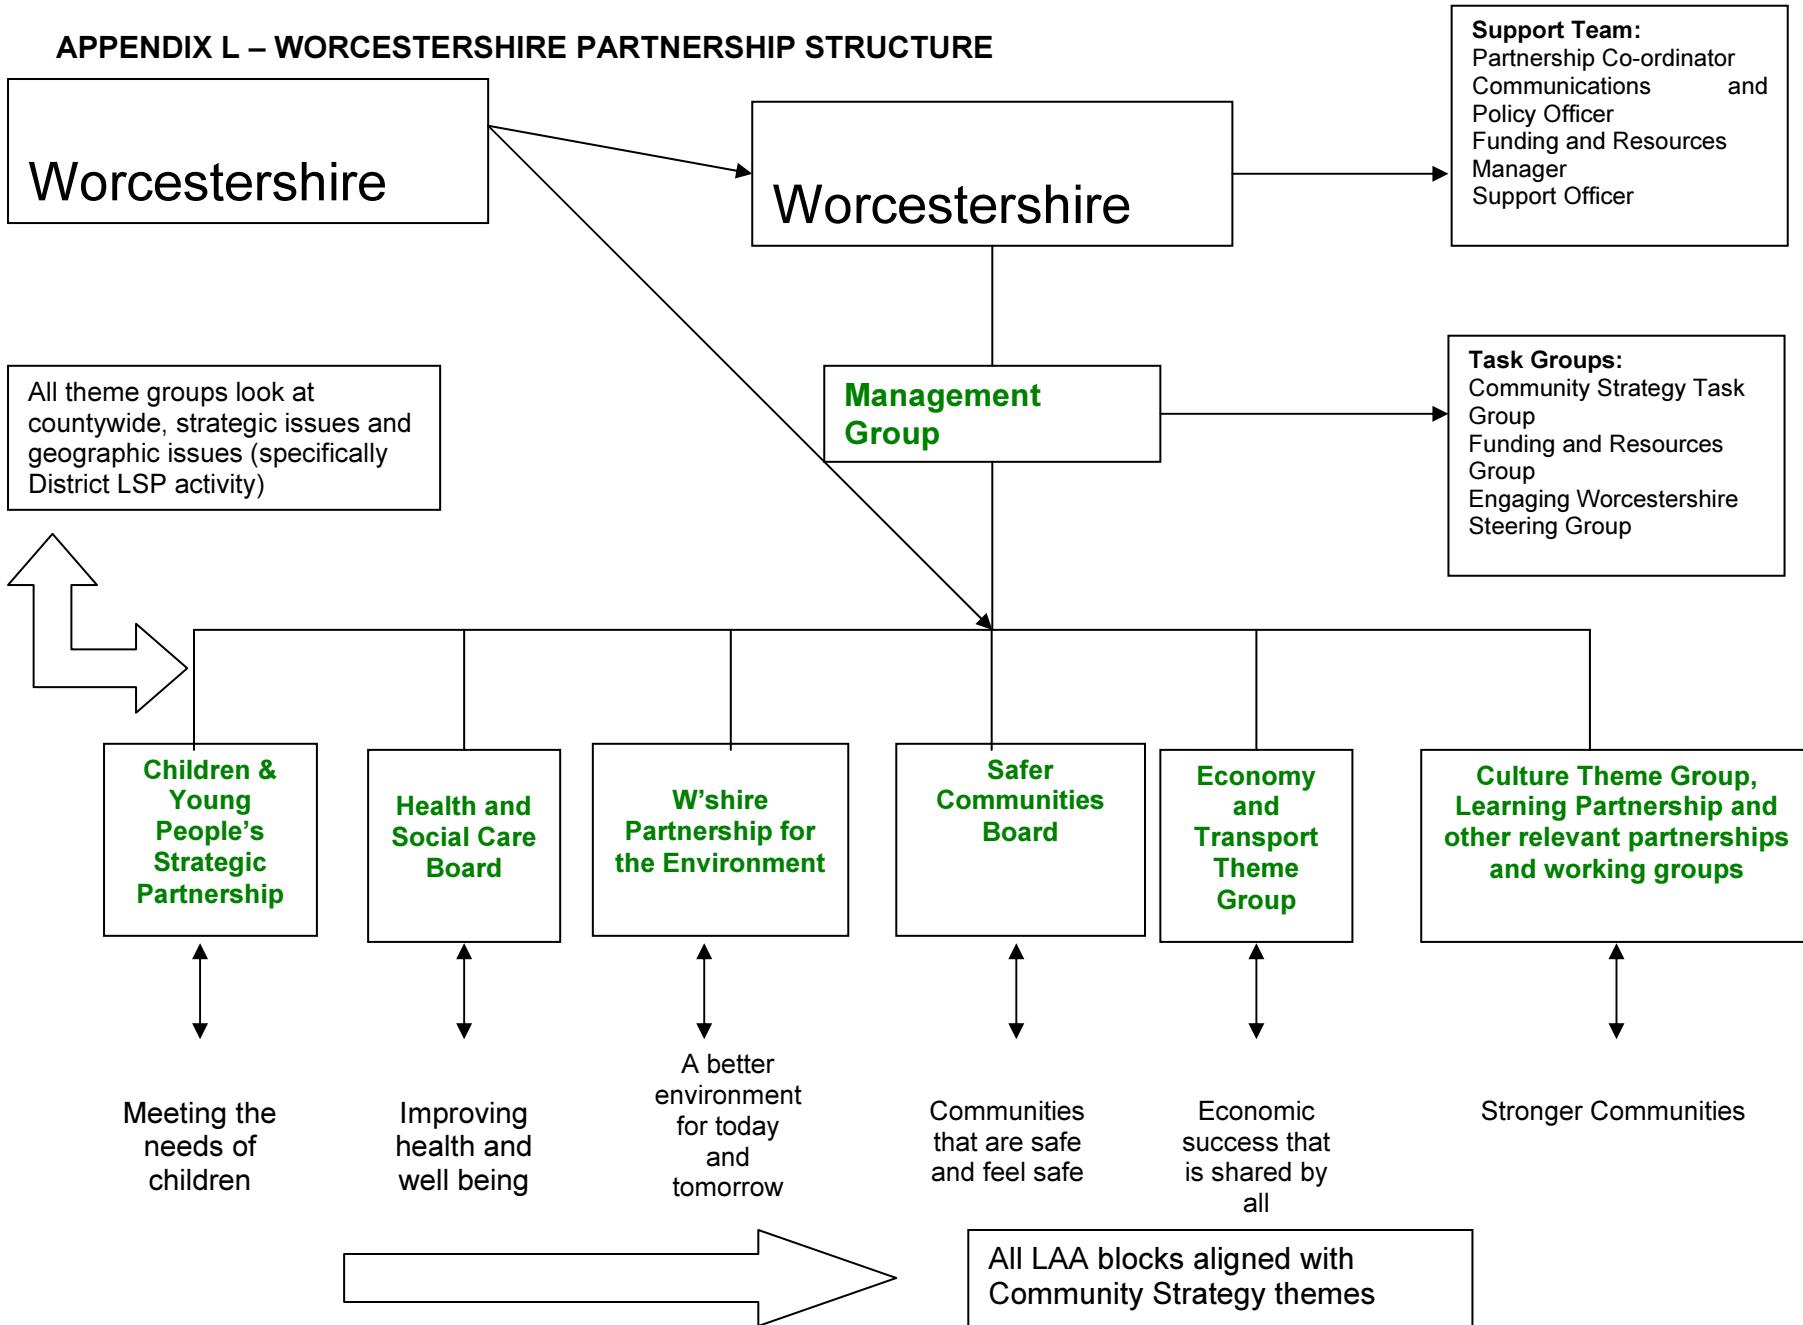 APPENDIX L – WORCESTERSHIRE PARTNERSHIP STRUCTURE
Worcestershire
Worcestershire
Support Team:
Partnership Co-ordinator
Communications and
Policy Officer
Funding and Resources
Manager
Support Officer
All theme groups look at
countywide, strategic issues and
geographic issues (specifically
District LSP activity)
Management
Group
Task Groups:
Community Strategy Task
Group
Funding and Resources
Group
Engaging Worcestershire
Steering Group
Children &
Young
People’s
Strategic
Partnership
Health and
Social Care
Board
W’shire
Partnership for
the Environment
Safer
Communities
Board
Economy
and
Transport
Theme
Group
Culture Theme Group,
Learning Partnership and
other relevant partnerships
and working groups
Meeting the
needs of
children
Improving
health and
well being
A better
environment
for today
and
tomorrow
Communities
that are safe
and feel safe
Economic
success that
is shared by
all
Stronger Communities
All LAA blocks aligned with
Community Strategy themes